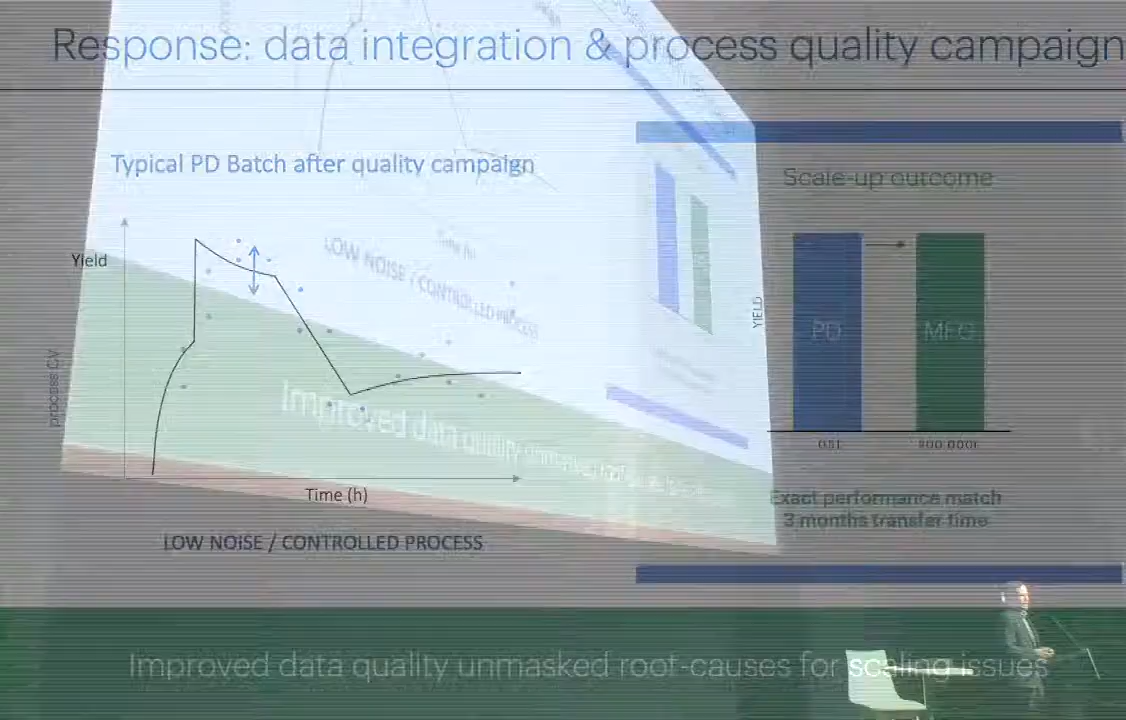 Response: data integration & process quality campaign
Typical PD Batch after quality campaign
Scale-up outcome
Yield
process CV
Time (h)
LOW NOISE / CONTROLLED PROCESS
YIELD
PD
MFG
Exact performance match
3 months transfer time
Improved data quality unmasked root-causes for scaling issues
LOW NOISE / CONTROLLED PROCESS
Improved data quality unmasked